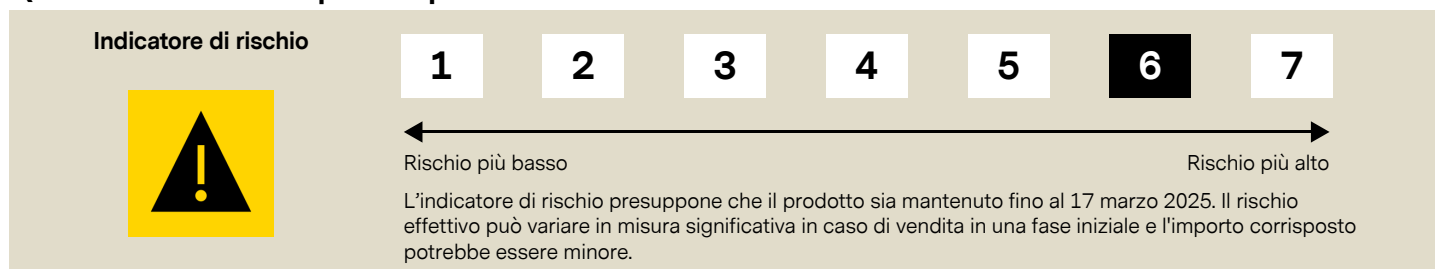 Indicatore di rischio
1 2 3 4 5 6 7
Rischio più basso Rischio più alto
L’indicatore di rischio presuppone che il prodotto sia mantenuto fino al 17 marzo 2025. Il rischio
effettivo può variare in misura significativa in caso di vendita in una fase iniziale e l'importo corrisposto
potrebbe essere minore.